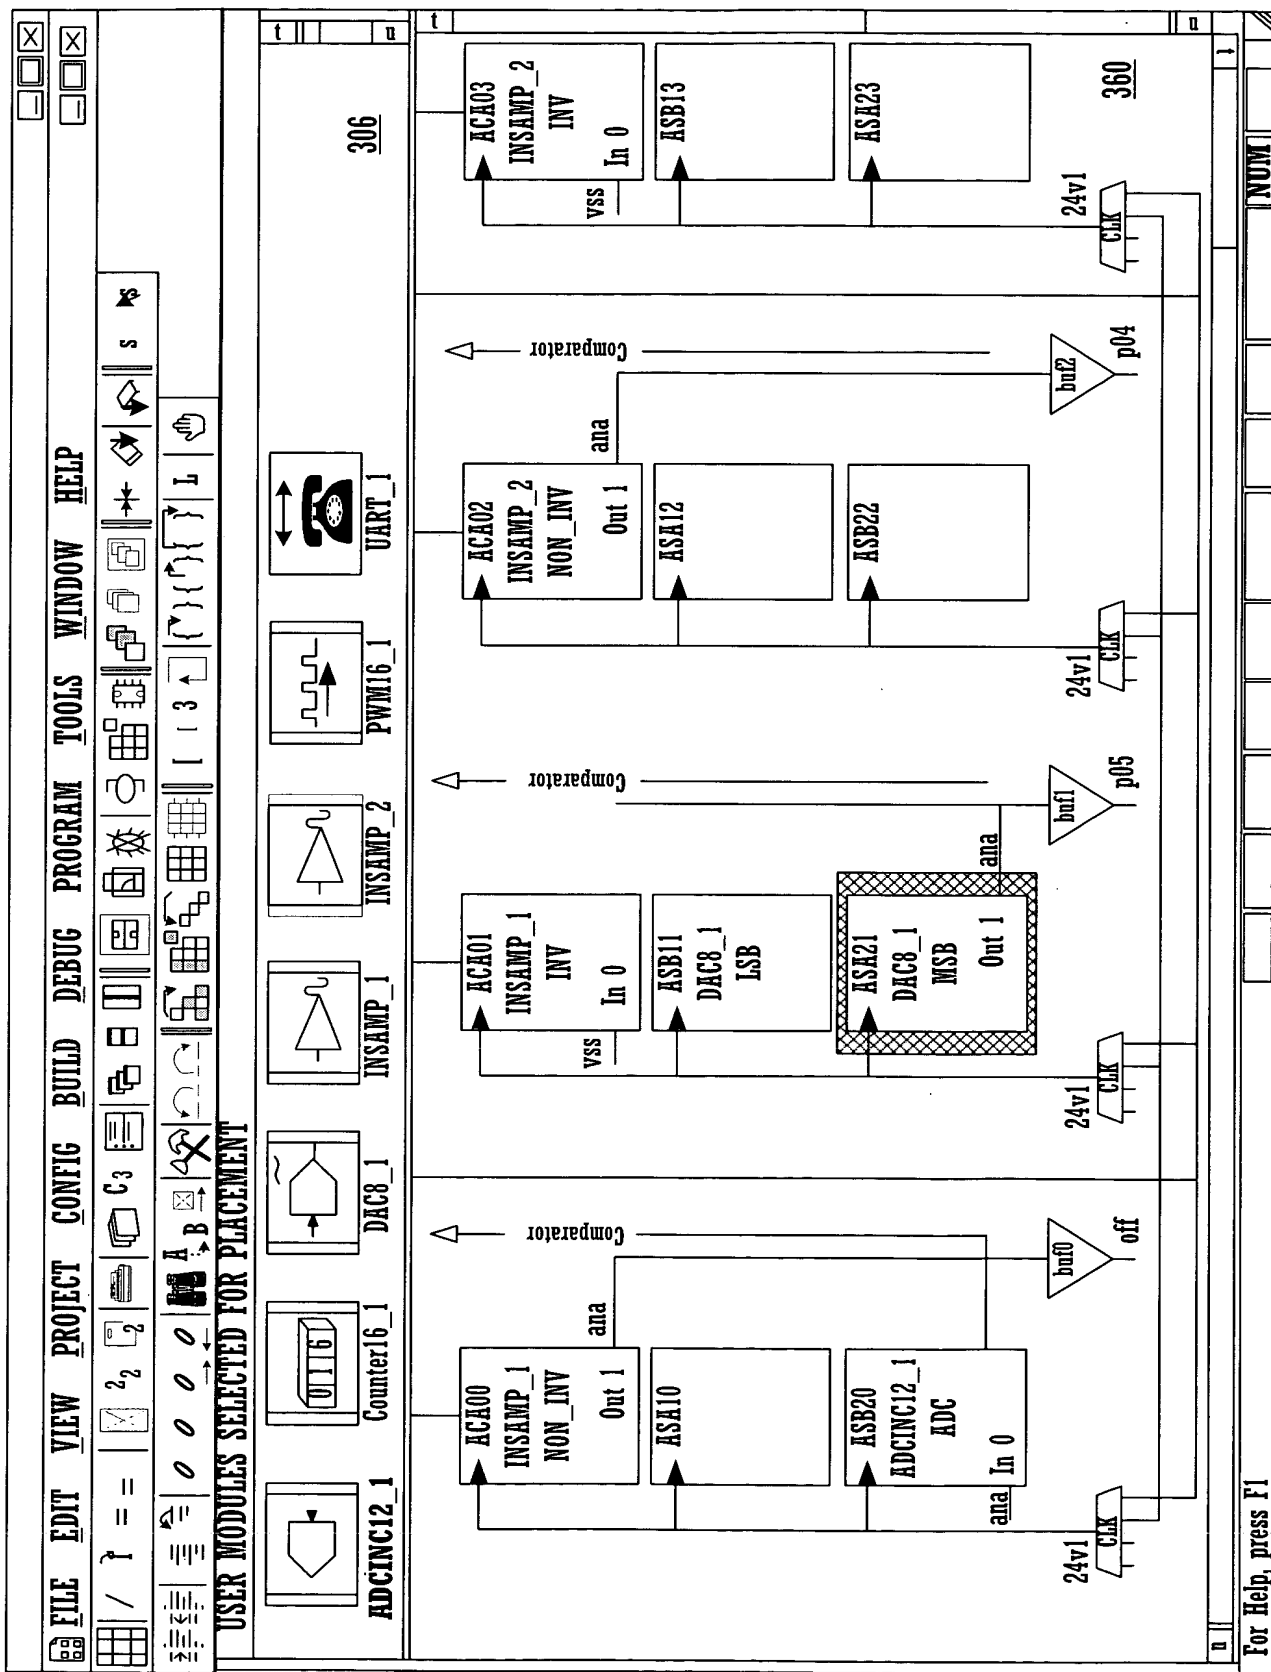 FILE EDIT VIEW PROJECT CONFIG BUILD DEBUG PROGRAM TOOLS WINDOW HELP
USER MODULES SELECTED FOR PLACEMENT
306
ADCINC12_1 Counter16_1 DAC8_1 INSAMP_1 INSAMP_2 PWM16_1 UART_1
ACA00
INSAMP_1
NON_INV
Out 1
ana
ASA10
ASB20
ADCINC12_1
ADC
In 0
ana
Comparator
buf0
off
24v1
CLK
ACA01
INSAMP_1
INV
In 0
vss
ASB11
DAC8_1
LSB
ASA21
DAC8_1
MSB
Out 1
ana
Comparator
buf1
p05
24v1
CLK
ACA02
INSAMP_2
NON_INV
Out 1
ana
ASA12
ASB22
Comparator
buf2
p04
24v1
CLK
ACA03
INSAMP_2
INV
In 0
vss
ASB13
ASA23
24v1
CLK
360
For Help, press F1
NUM